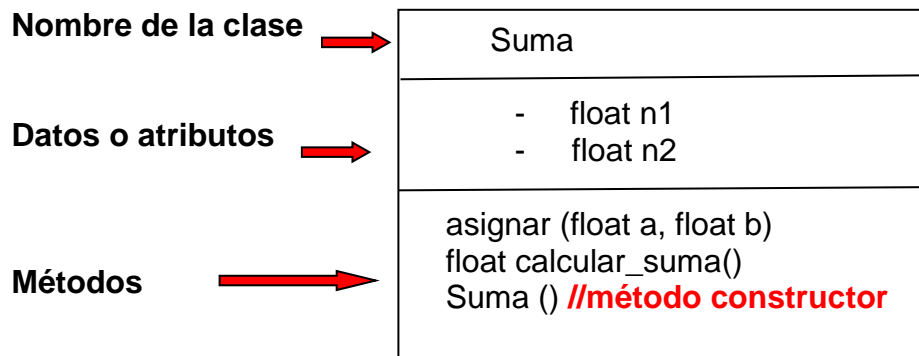 Nombre de la clase
Suma
Datos o atributos
- float n1
- float n2
Métodos
asignar (float a, float b)
float calcular_suma()
Suma () //método constructor